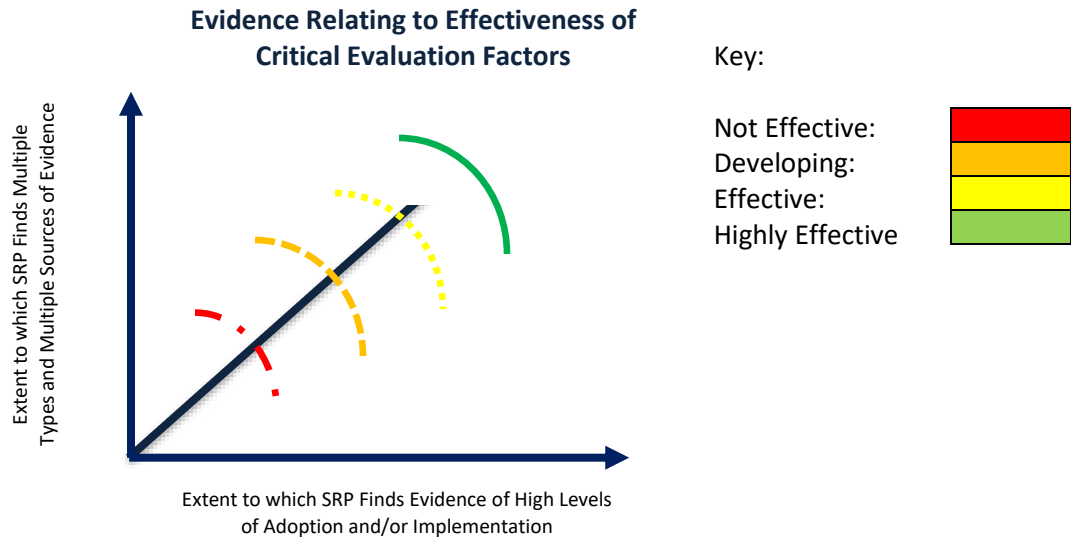 Evidence Relating to Effectiveness of
Critical Evaluation Factors
Key:
Extent to which SRP Finds Multiple
Types and Multiple Sources of Evidence
Not Effective:
Developing:
Effective:
Highly Effective
Extent to which SRP Finds Evidence of High Levels
of Adoption and/or Implementation